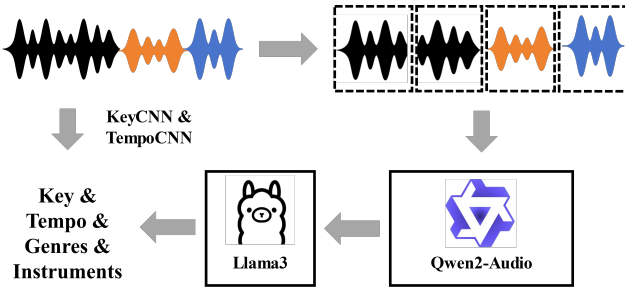 KeyCNN &
TempoCNN
Key &
Tempo &
Genres &
Instruments
Llama3
Qwen2-Audio